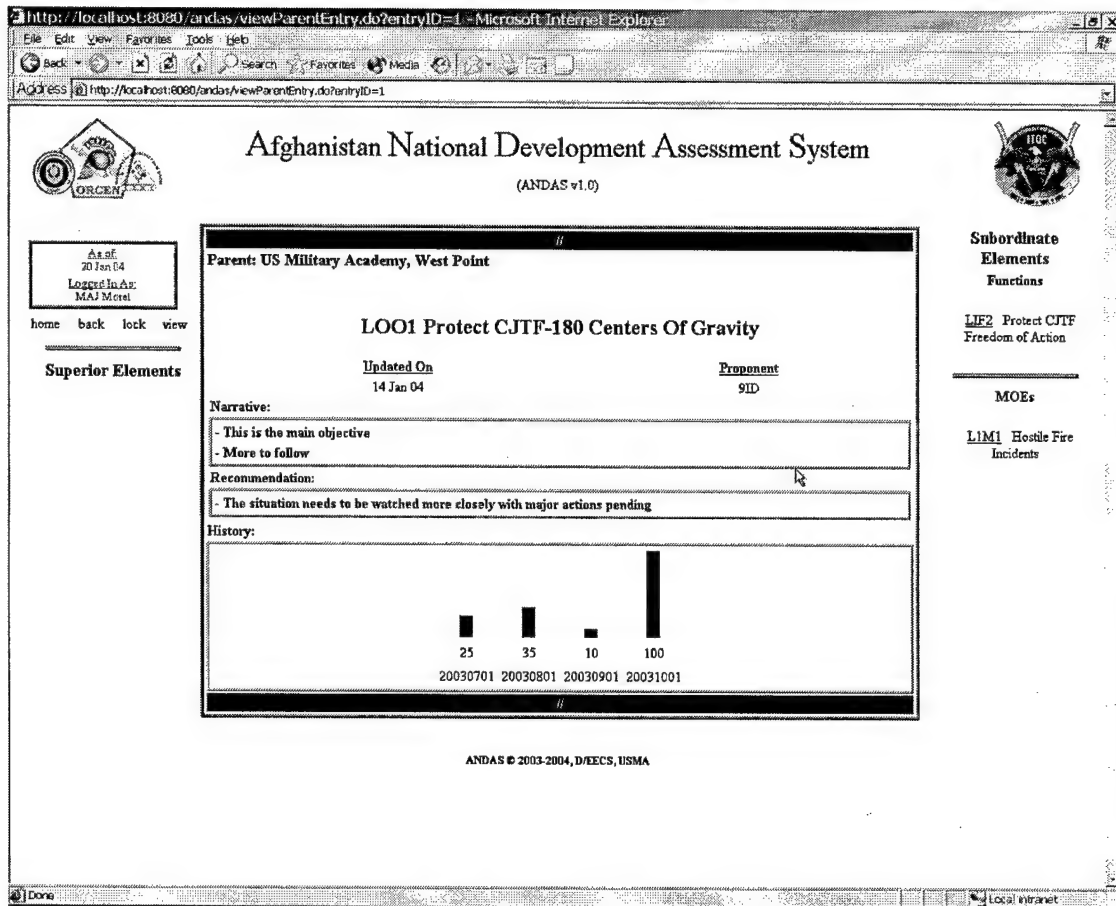 http://localhost:8080/andas/viewParentEntry.do?entryID=1 - Microsoft Internet Explorer
File Edit View Favorites Tools Help
Back Search Favorites Media
Address http://localhost:8080/andas/viewParentEntry.do?entryID=1
ORCEN
Afghanistan National Development Assessment System
(ANDAS v1.0)
ITOC
As of:
20 Jan 04
Logged In As:
MAJ Morel
home back lock view
Superior Elements
//
Parent: US Military Academy, West Point
LOO1 Protect CJTF-180 Centers Of Gravity
Updated On Proponent
14 Jan 04 9ID
Narrative:
- This is the main objective
- More to follow
Recommendation:
- The situation needs to be watched more closely with major actions pending
History:
25 35 10 100
20030701 20030801 20030901 20031001
//
Subordinate
Elements
Functions
L1F2 Protect CJTF
Freedom of Action
MOEs
L1M1 Hostile Fire
Incidents
ANDAS © 2003-2004, D/EECS, USMA
Done Local intranet